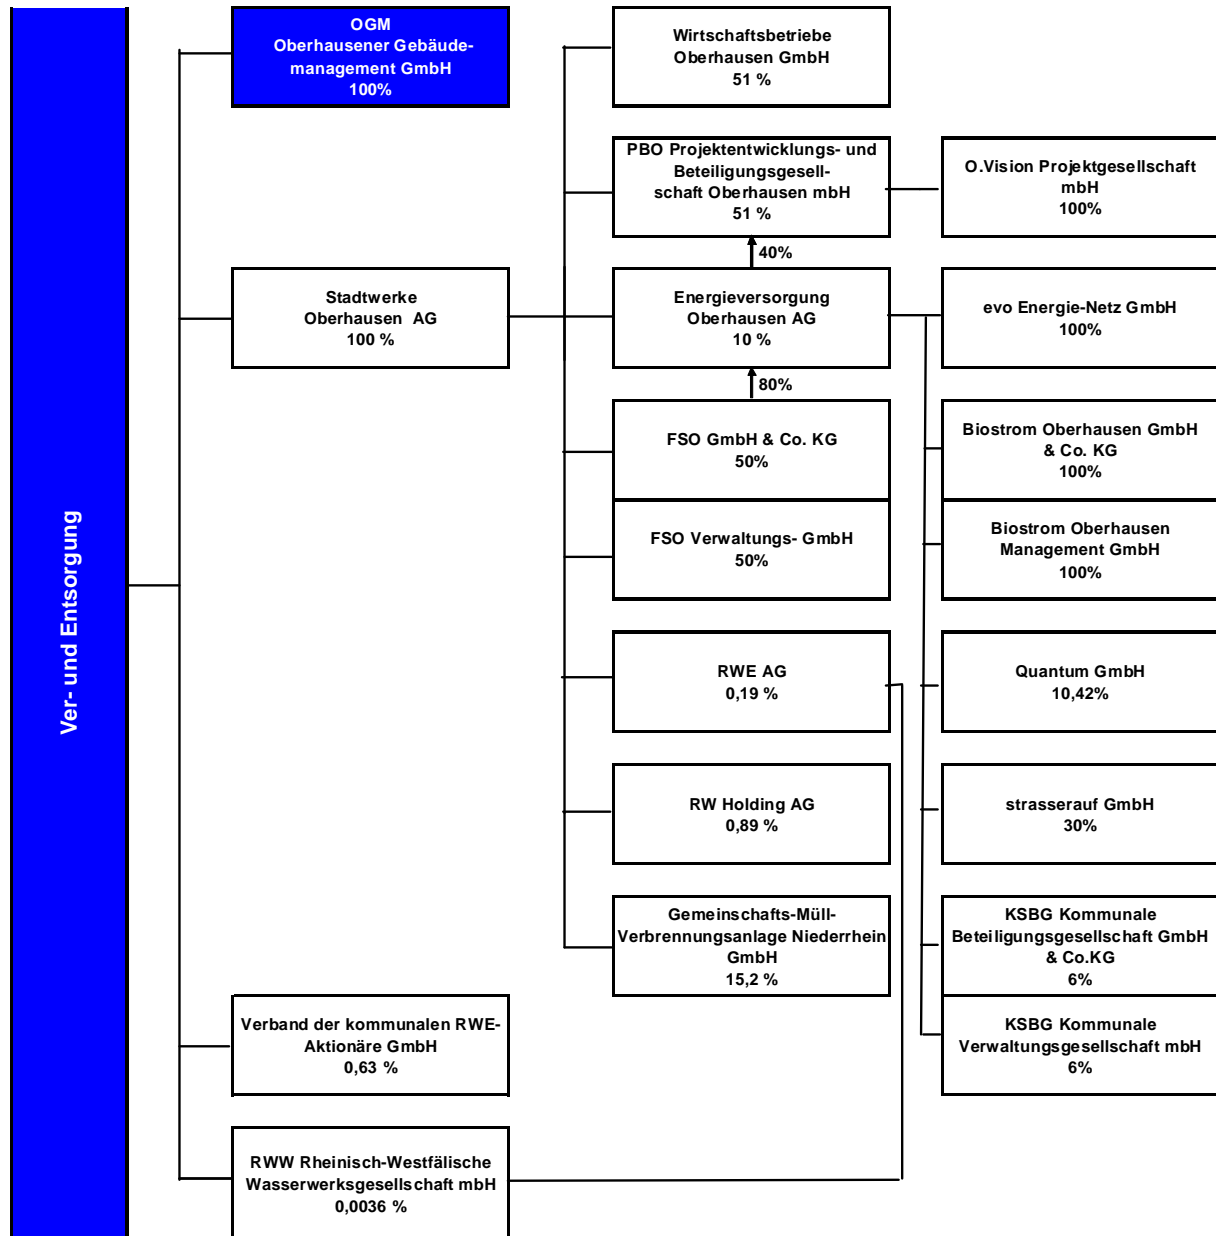 Ver- und Entsorgung
OGM
Oberhausener Gebäude-
management GmbH
100%
Stadtwerke
Oberhausen AG
100 %
Verband der kommunalen RWE-
Aktionäre GmbH
0,63 %
RWW Rheinisch-Westfälische
Wasserwerksgesellschaft mbH
0,0036 %
Wirtschaftsbetriebe
Oberhausen GmbH
51 %
PBO Projektentwicklungs- und
Beteiligungsgesell-
schaft Oberhausen mbH
51 %
40%
Energieversorgung
Oberhausen AG
10 %
80%
FSO GmbH & Co. KG
50%
FSO Verwaltungs- GmbH
50%
RWE AG
0,19 %
RW Holding AG
0,89 %
Gemeinschafts-Müll-
Verbrennungsanlage Niederrhein
GmbH
15,2 %
O.Vision Projektgesellschaft
mbH
100%
evo Energie-Netz GmbH
100%
Biostrom Oberhausen GmbH
& Co. KG
100%
Biostrom Oberhausen
Management GmbH
100%
Quantum GmbH
10,42%
strasserauf GmbH
30%
KSBG Kommunale
Beteiligungsgesellschaft GmbH
& Co.KG
6%
KSBG Kommunale
Verwaltungsgesellschaft mbH
6%